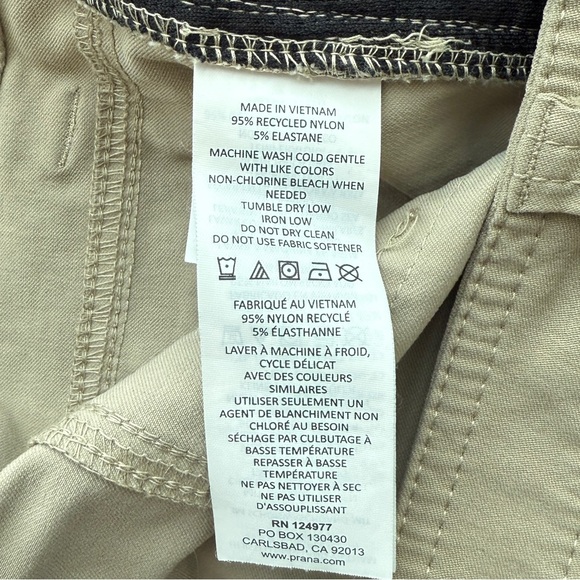 MADE IN VIETNAM
95% RECYCLED NYLON
5% ELASTANE
MACHINE WASH COLD GENTLE
WITH LIKE COLORS
NON-CHLORINE BLEACH WHEN
NEEDED
TUMBLE DRY LOW
IRON LOW
DO NOT DRY CLEAN
DO NOT USE FABRIC SOFTENER
FABRIQUÉ AU VIETNAM
95% NYLON RECYCLÉ
5% ÉLASTHANNE
LAVER À MACHINE À FROID,
CYCLE DÉLICAT
AVEC DES COULEURS
SIMILAIRES
UTILISER SEULEMENT UN
AGENT DE BLANCHIMENT NON
CHLORÉ AU BESOIN
SÉCHAGE PAR CULBUTAGE À
BASSE TEMPÉRATURE
REPASSER À BASSE
TEMPÉRATURE
NE PAS NETTOYER À SEC
NE PAS UTILISER
D'ASSOUPLISSANT
RN 124977
PO BOX 130430
CARLSBAD, CA 92013
www.prana.com